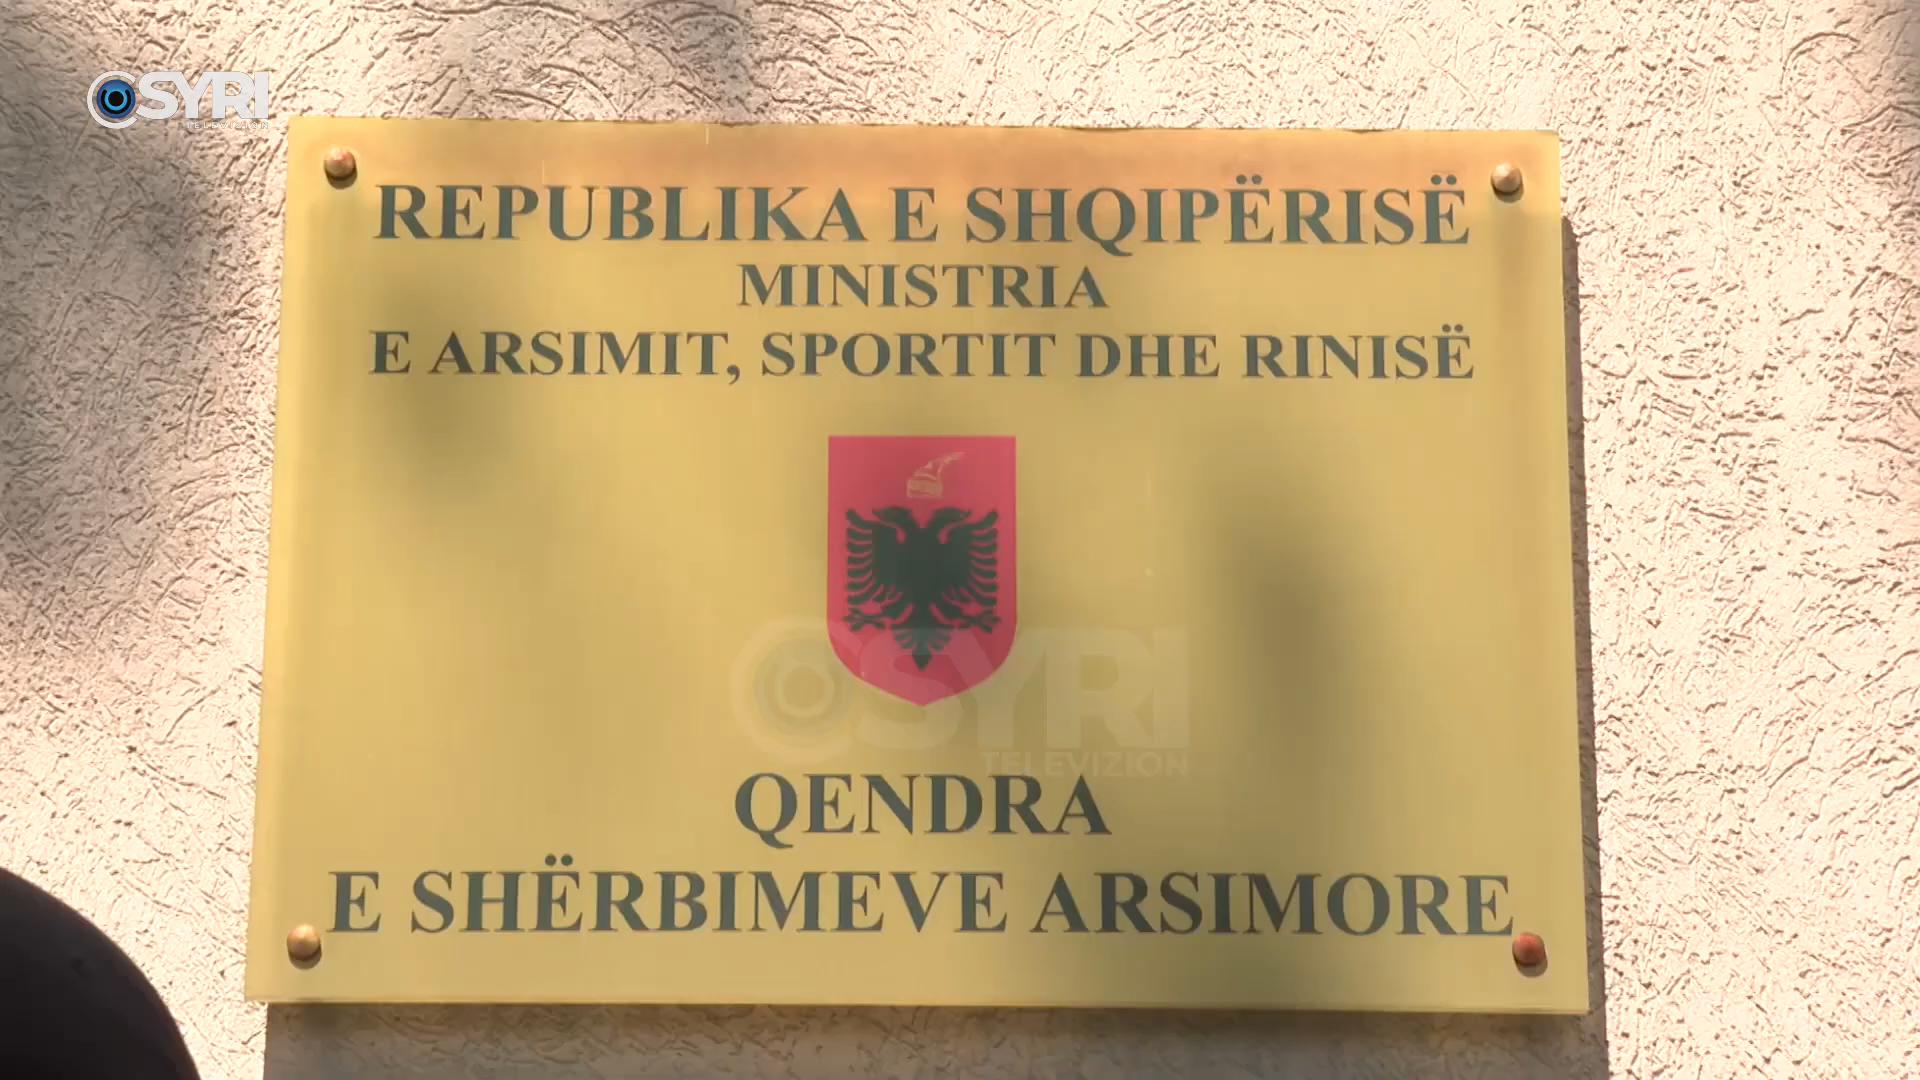 SYRI
TELEVIZION
REPUBLIKA E SHQIPËRISË
MINISTRIA
E ARSIMIT, SPORTIT DHE RINISË
SYRI
TELEVIZION
QENDRA
E SHËRBIMEVE ARSIMORE